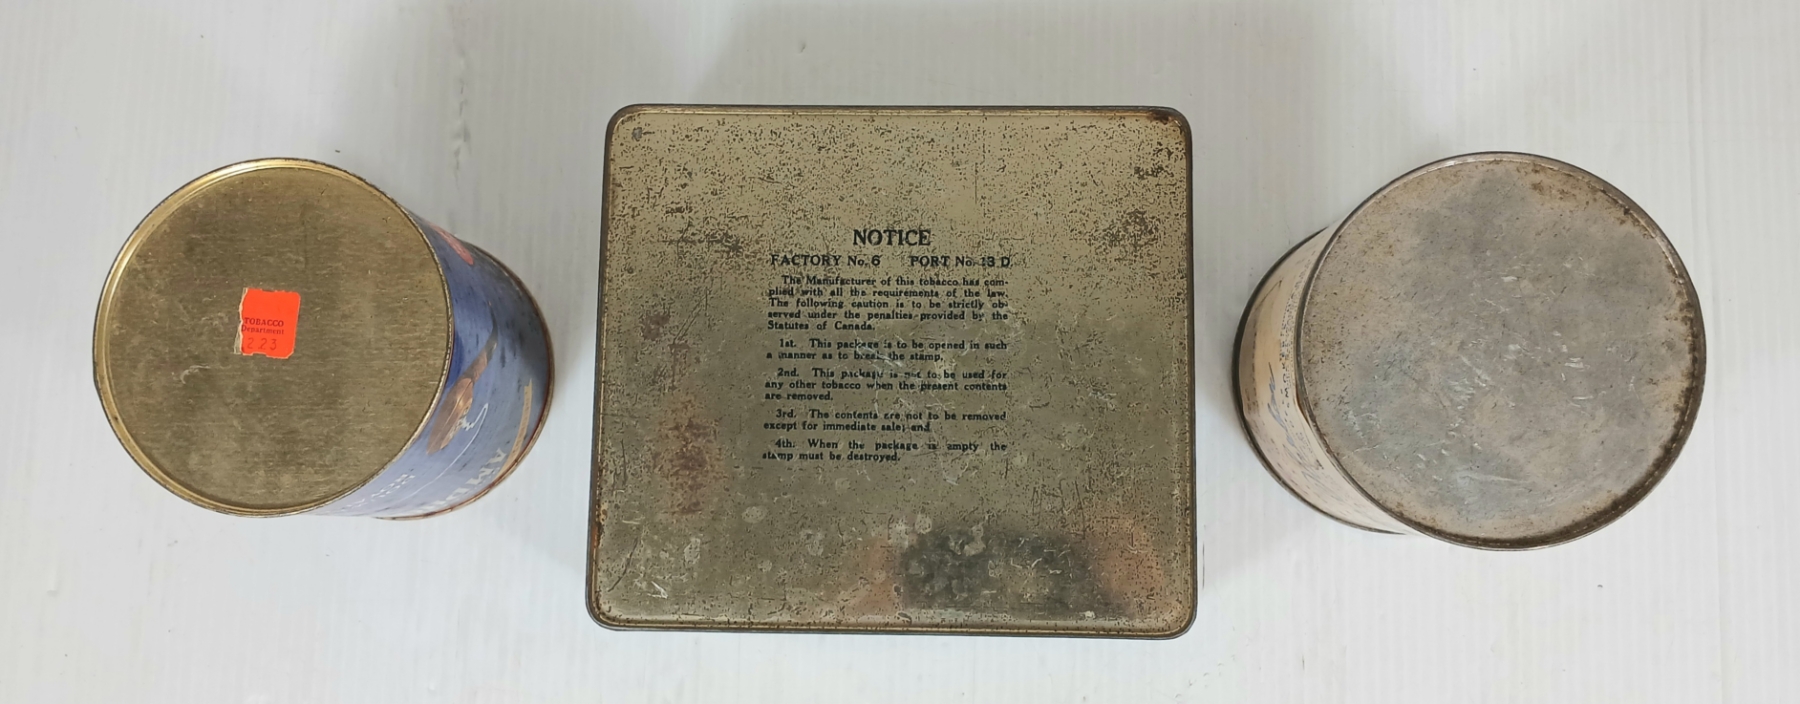 TOBACCO
Department
223
NOTICE
FACTORY No. 6 PORT No. 13 D.
The Manufacturer of this tobacco has com-
plied with all the requirements of the law.
The following caution is to be strictly ob-
served under the penalties provided by the
Statutes of Canada.
1st. This package is to be opened in such
a manner as to break the stamp.
2nd. This package is not to be used for
any other tobacco when the present contents
are removed.
3rd. The contents are not to be removed
except for immediate sale; and
4th. When the package is empty the
stamp must be destroyed.